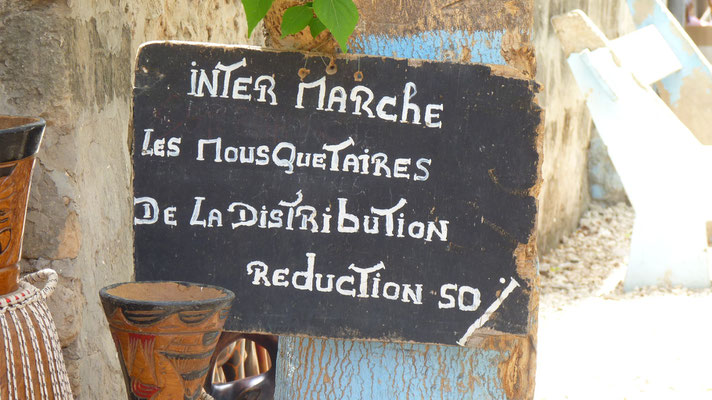 INTER MARCHE
LES MOUSQUETAIRES
DE LA DISTRIBUTION
REDUCTION 50 /